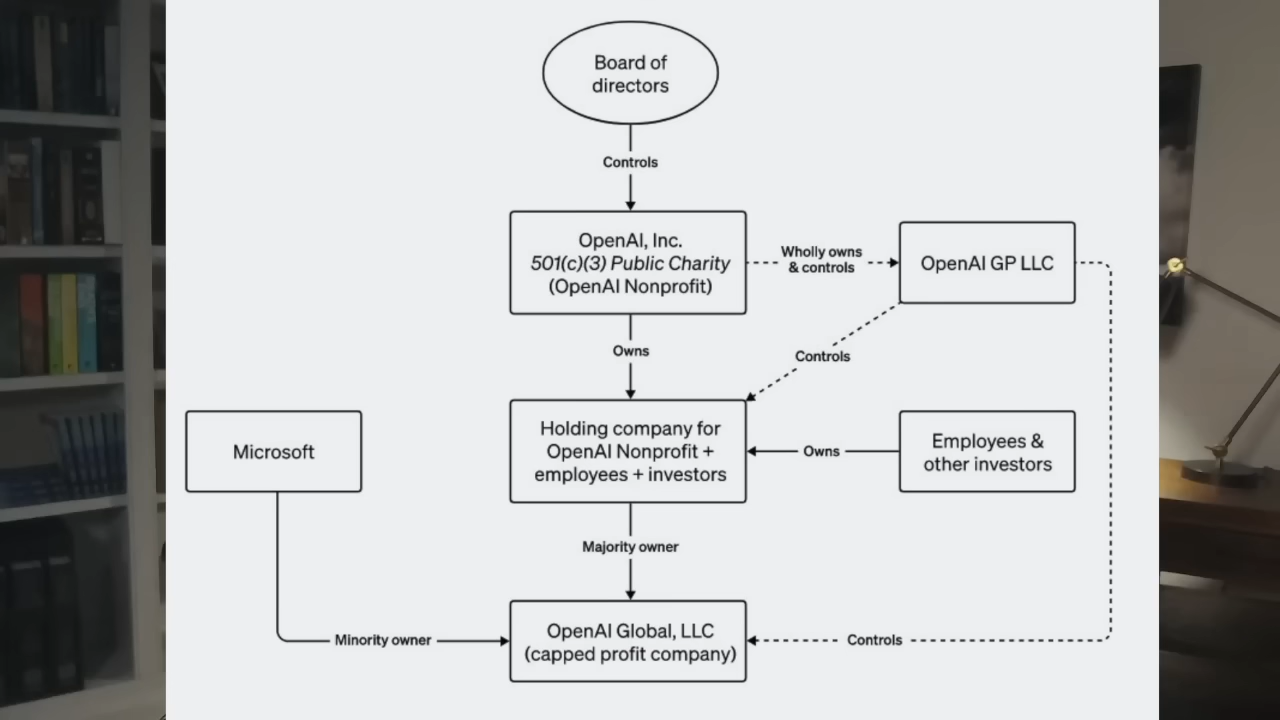 Board of
directors
Controls
OpenAI, Inc.
501(c)(3) Public Charity
(OpenAI Nonprofit)
Wholly owns
& controls
OpenAI GP LLC
Owns
Controls
Microsoft
Holding company for
OpenAI Nonprofit +
employees + investors
Owns
Employees &
other investors
Majority owner
Minority owner
OpenAI Global, LLC
(capped profit company)
Controls